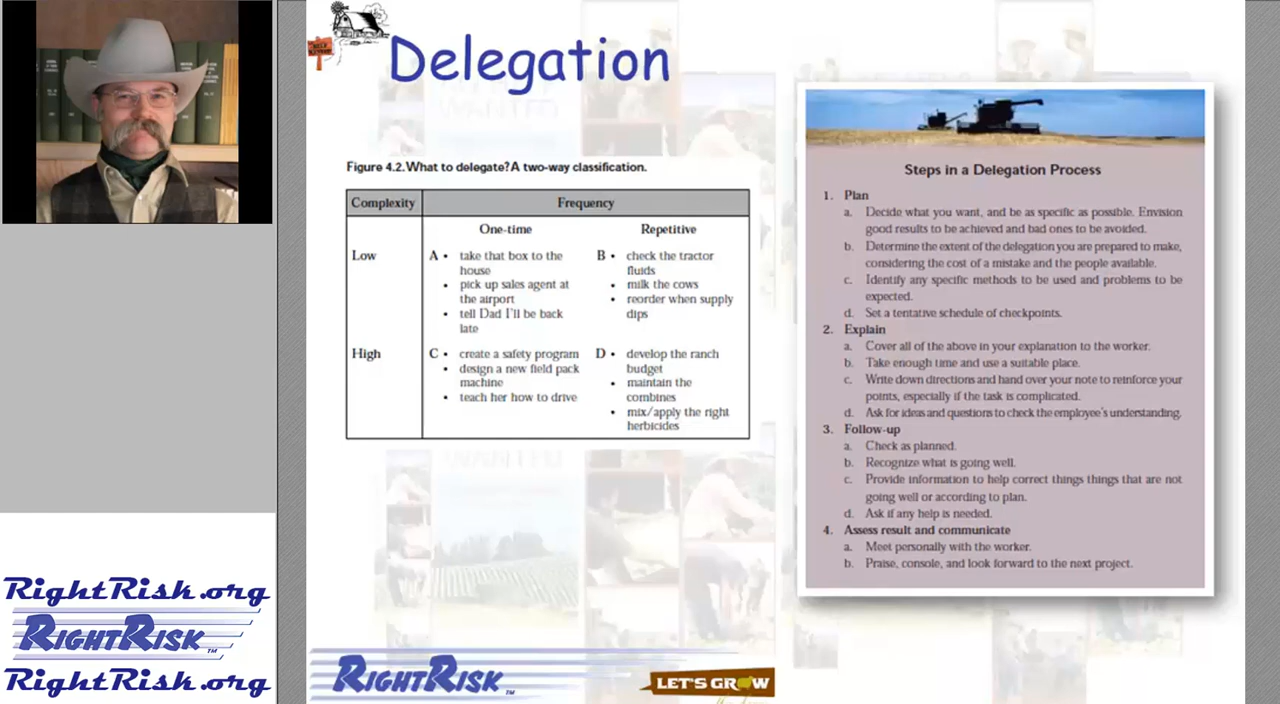 Delegation
Figure 4.2. What to delegate? A two-way classification.
Complexity
Frequency
One-time
Repetitive
Low
A • take that box to the
house
• pick up sales agent at
the airport
• tell Dad I'll be back
late
B • check the tractor
fluids
• milk the cows
• reorder when supply
dips
High
C • create a safety program
• design a new field pack
machine
• teach her how to drive
D • develop the ranch
budget
• maintain the
combines
• mix/apply the right
herbicides
Steps in a Delegation Process
1. Plan
a. Decide what you want, and be as specific as possible. Envision
good results to be achieved and bad ones to be avoided.
b. Determine the extent of the delegation you are prepared to make,
considering the cost of a mistake and the people available.
c. Identify any specific methods to be used and problems to be
expected.
d. Set a tentative schedule of checkpoints.
2. Explain
a. Cover all of the above in your explanation to the worker.
b. Take enough time and use a suitable place.
c. Write down directions and hand over your note to reinforce your
points, especially if the task is complicated.
d. Ask for ideas and questions to check the employee's understanding.
3. Follow-up
a. Check as planned.
b. Recognize what is going well.
c. Provide information to help correct things things that are not
going well or according to plan.
d. Ask if any help is needed.
4. Assess result and communicate
a. Meet personally with the worker.
b. Praise, console, and look forward to the next project.
RightRisk.org
RIGHTRISK™
RightRisk.org
RIGHTRISK™
LET'S GROW
WANTED
WANTED